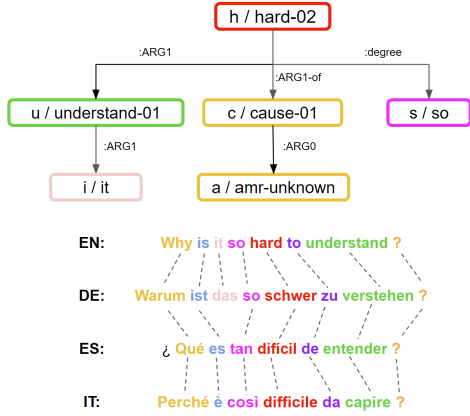 h / hard-02
:ARG1
:ARG1-of
:degree
u / understand-01
c / cause-01
s / so
:ARG1
:ARG0
i / it
a / amr-unknown
EN: Why is it so hard to understand ?
DE: Warum ist das so schwer zu verstehen ?
ES: ¿ Qué es tan difícil de entender ?
IT: Perché è così difficile da capire ?